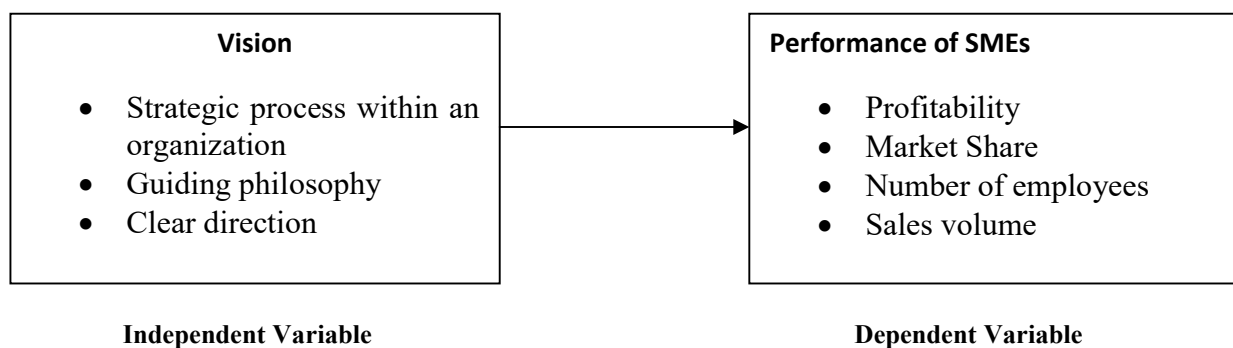 Vision
• Strategic process within an
organization
• Guiding philosophy
• Clear direction
Independent Variable
Performance of SMEs
• Profitability
• Market Share
• Number of employees
• Sales volume
Dependent Variable